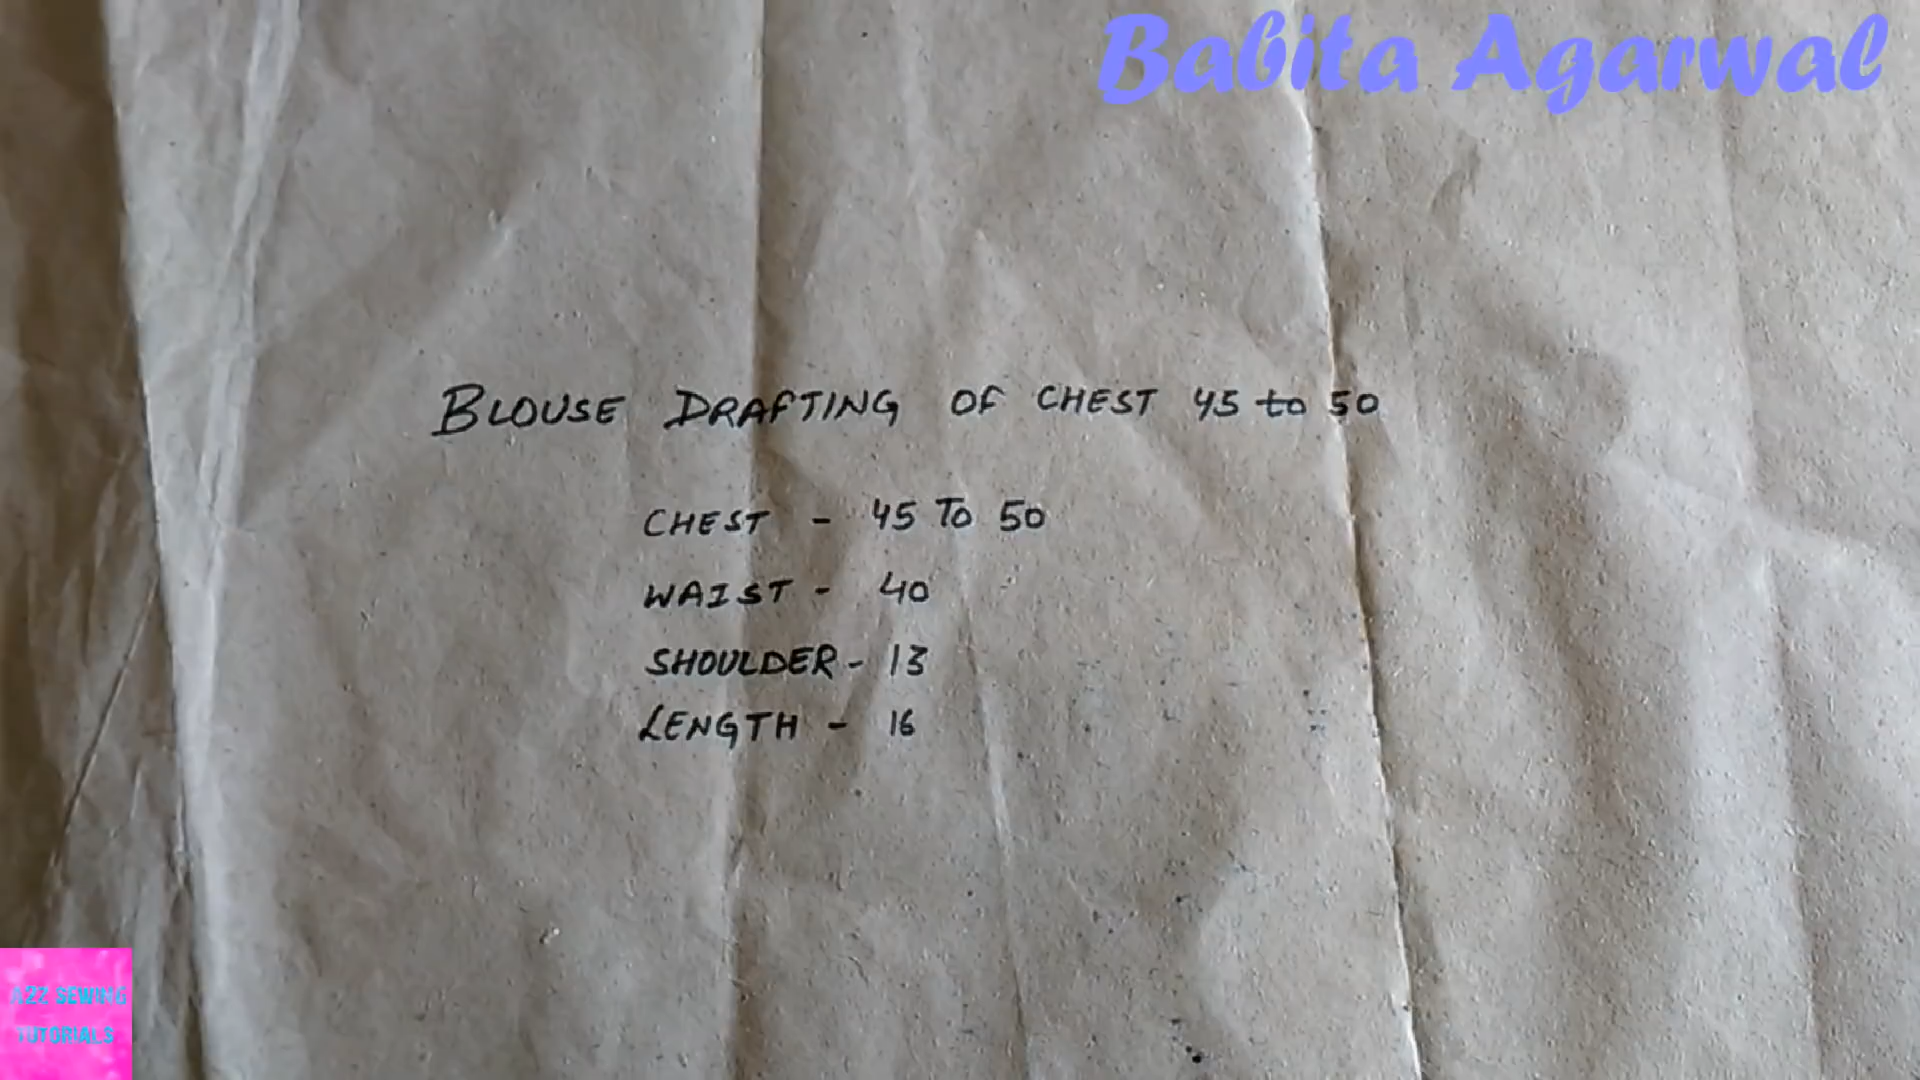 Babita Agarwal
BLOUSE DRAFTING OF CHEST 45 to 50
CHEST - 45 TO 50
WAIST - 40
SHOULDER - 13
LENGTH - 16
A2Z SEWING
TUTORIALS